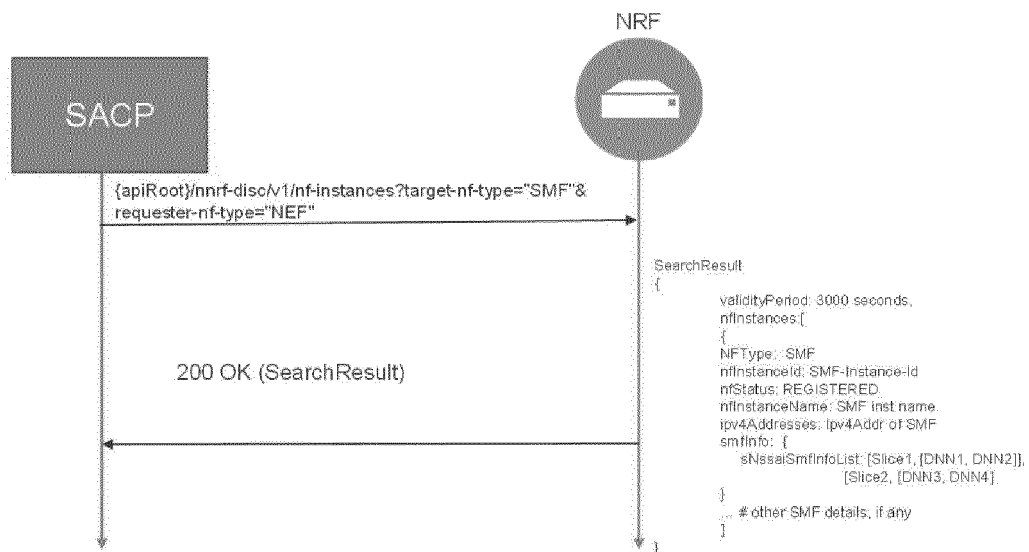 NRF
SACP
{apiRoot}/nnrf-disc/v1/nf-instances?target-nf-type="SMF"&
requester-nf-type="NEF"
SearchResult
{
validityPeriod: 3000 seconds,
nfInstances:[
{
NFType: SMF
nfInstanceId: SMF-Instance-Id
nfStatus: REGISTERED
nfInstanceName: SMF inst name
ipv4Addresses: Ipv4Addr of SMF
smfInfo: {
sNssaiSmfInfoList: [Slice1, [DNN1, DNN2]],
[Slice2, [DNN3, DNN4]
}
... # other SMF details, if any
]
}
200 OK (SearchResult)